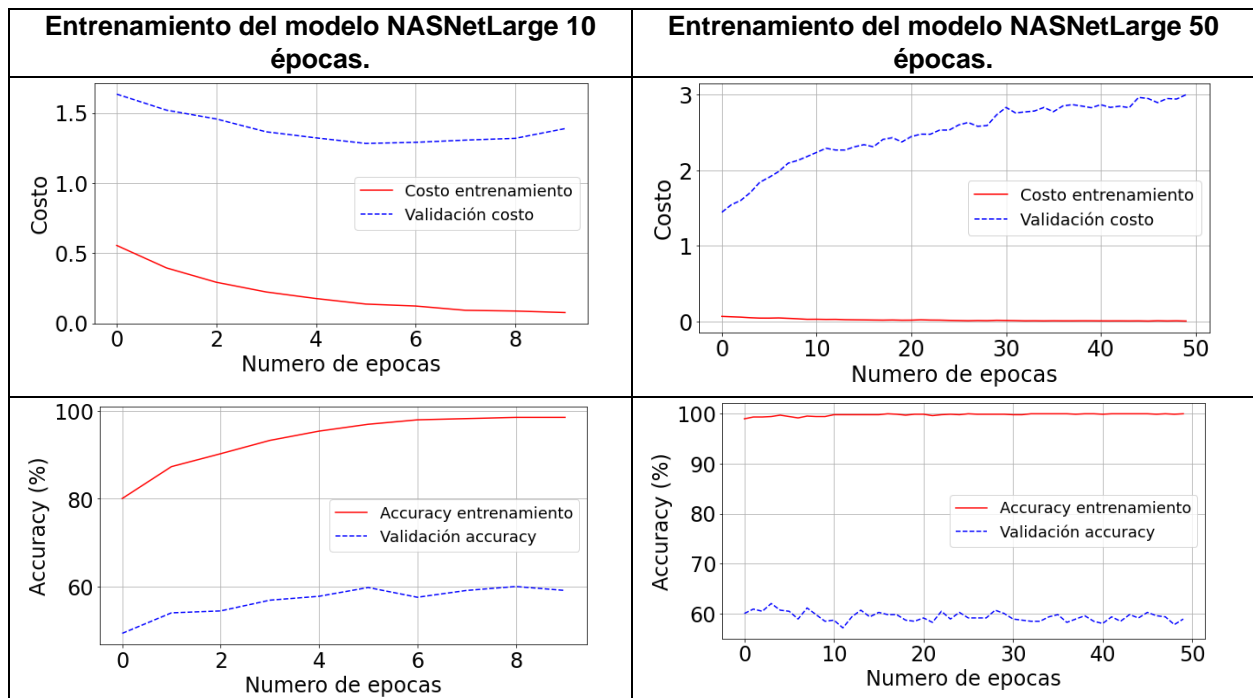 Entrenamiento del modelo NASNetLarge 10
épocas.
Entrenamiento del modelo NASNetLarge 50
épocas.
1.5
1.0
0.5
0.0
Costo
Costo entrenamiento
Validación costo
0 2 4 6 8
Numero de epocas
3
2
1
0
Costo
Costo entrenamiento
Validación costo
0 10 20 30 40 50
Numero de epocas
100
80
60
Accuracy (%)
Accuracy entrenamiento
Validación accuracy
0 2 4 6 8
Numero de epocas
100
90
80
70
60
Accuracy (%)
Accuracy entrenamiento
Validación accuracy
0 10 20 30 40 50
Numero de epocas